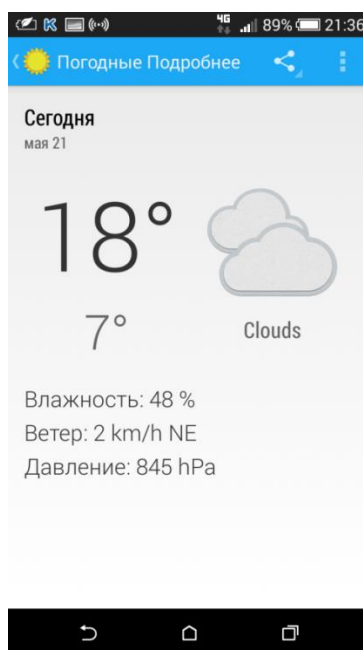 4G 89% 21:36
Погодные Подробнее
Сегодня
мая 21
18°
7°
Clouds
Влажность: 48 %
Ветер: 2 km/h NE
Давление: 845 hPa